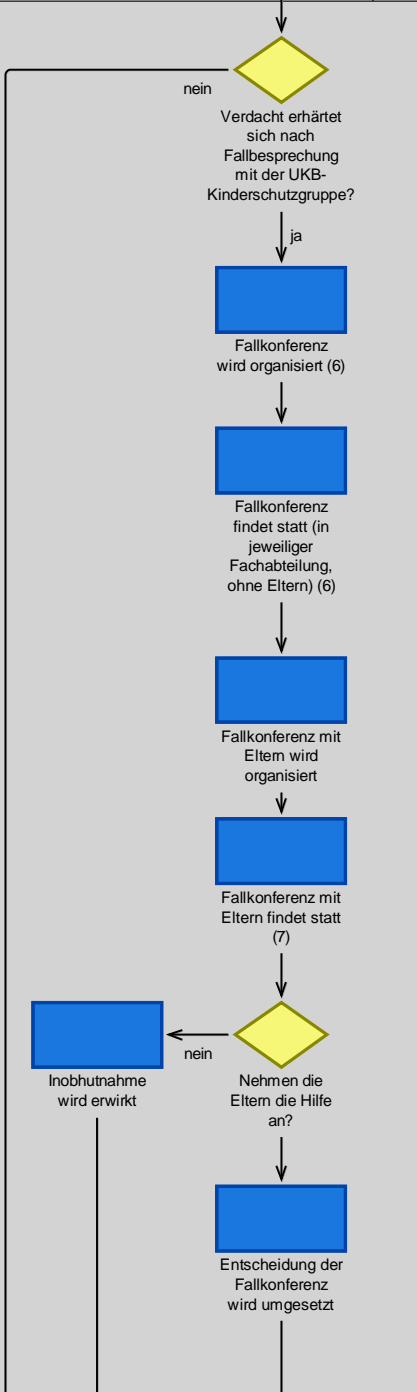 nein
Verdacht erhärtet
sich nach
Fallbesprechung
mit der UKB-
Kinderschutzgruppe?
ja
Fallkonferenz
wird organisiert (6)
Fallkonferenz
findet statt (in
jeweiliger
Fachabteilung,
ohne Eltern) (6)
Fallkonferenz mit
Eltern wird
organisiert
Fallkonferenz mit
Eltern findet statt
(7)
nein
Inobhutnahme
wird erwirkt
Nehmen die
Eltern die Hilfe
an?
Entscheidung der
Fallkonferenz
wird umgesetzt